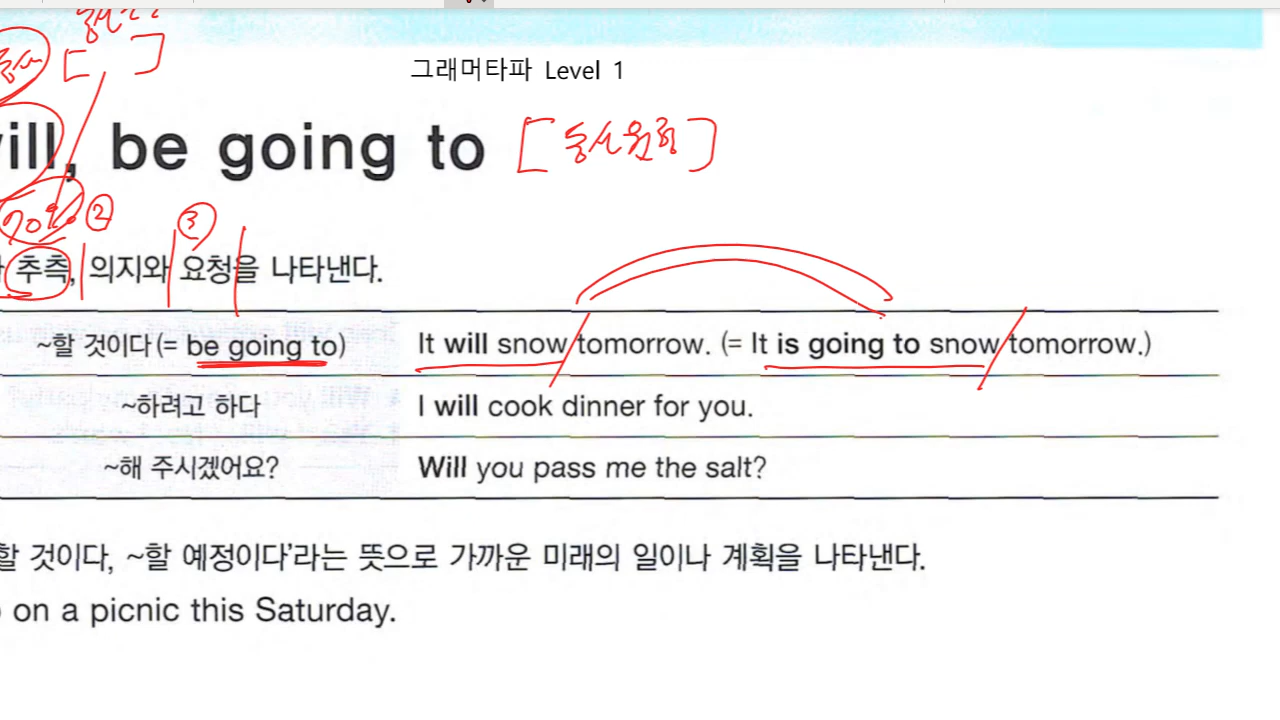 그래머타파 Level 1
will, be going to [동사원형]
70% ② ③
추측, 의지와 요청을 나타낸다.
~할 것이다 (= be going to) It will snow tomorrow. (= It is going to snow tomorrow.)
~하려고 하다 I will cook dinner for you.
~해 주시겠어요? Will you pass me the salt?
할 것이다, ~할 예정이다’라는 뜻으로 가까운 미래의 일이나 계획을 나타낸다.
on a picnic this Saturday.